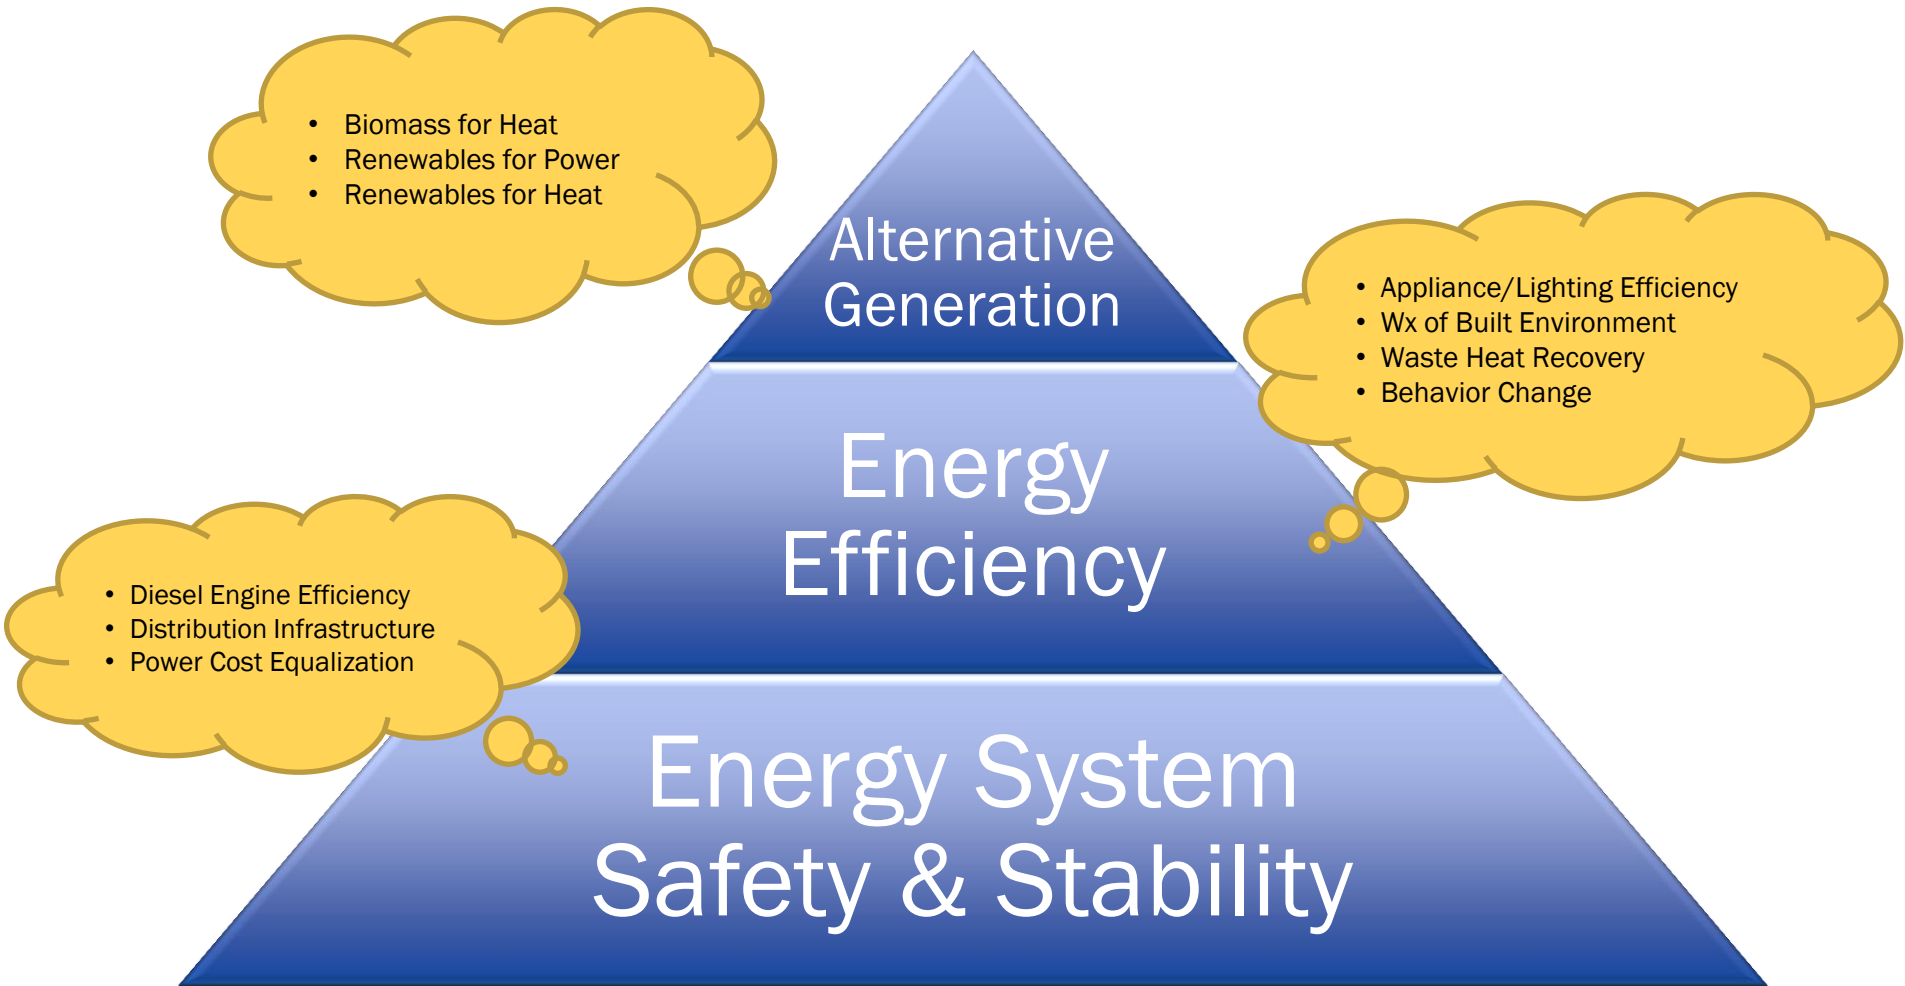 • Biomass for Heat
• Renewables for Power
• Renewables for Heat
Alternative
Generation
• Appliance/Lighting Efficiency
• Wx of Built Environment
• Waste Heat Recovery
• Behavior Change
Energy
Efficiency
• Diesel Engine Efficiency
• Distribution Infrastructure
• Power Cost Equalization
Energy System
Safety & Stability